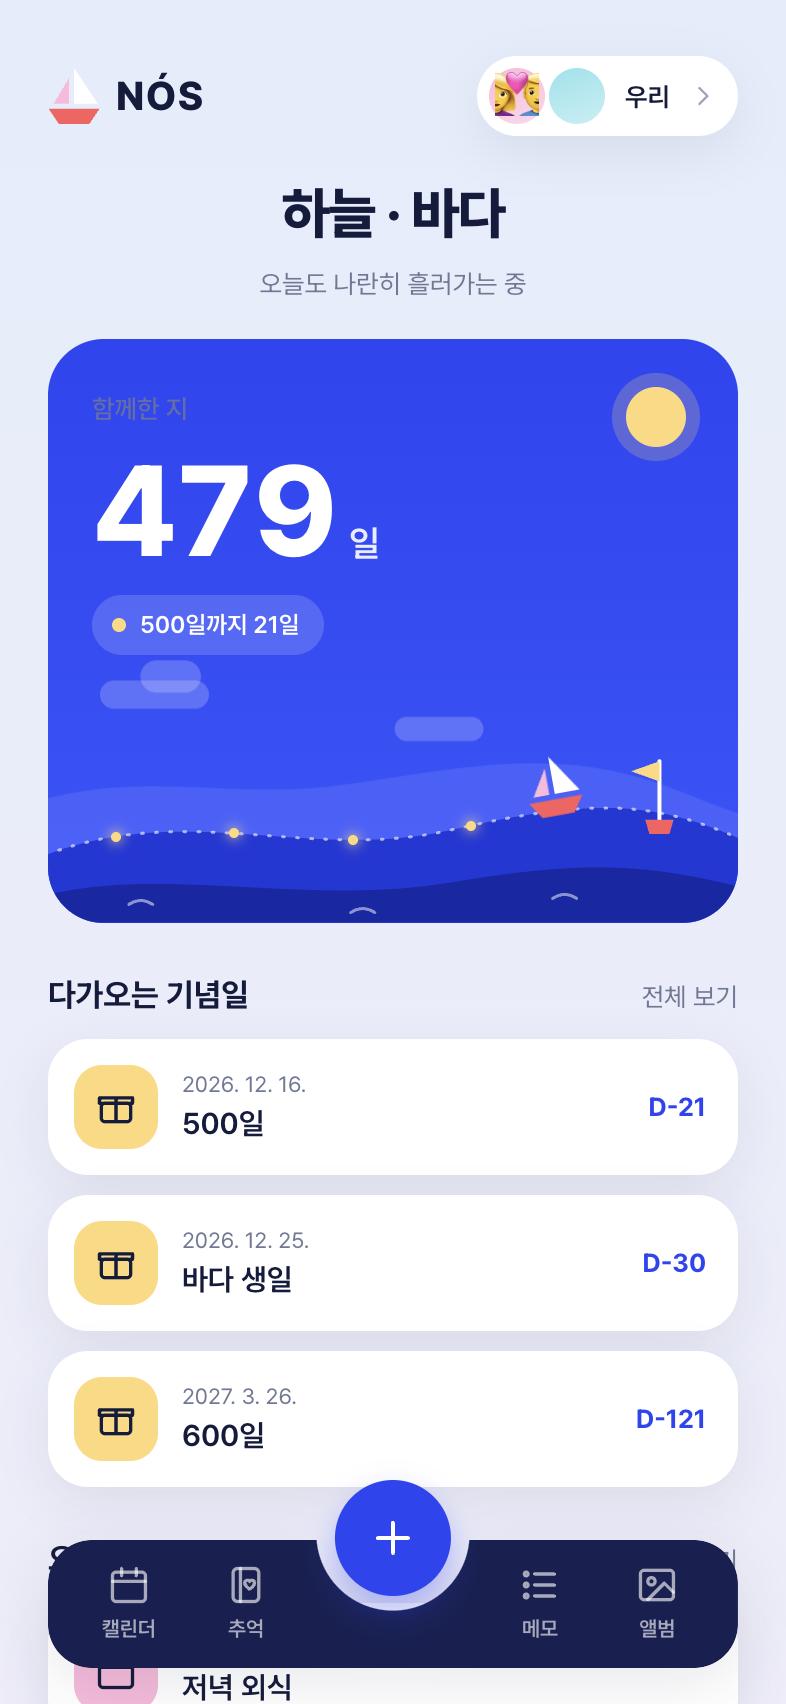 NÓS
우리
하늘 · 바다
오늘도 나란히 흘러가는 중
함께한 지
479 일
500일까지 21일
다가오는 기념일
전체 보기
2026. 12. 16.
500일
D-21
2026. 12. 25.
바다 생일
D-30
2027. 3. 26.
600일
D-121
캘린더
추억
메모
앨범
저녁 외식